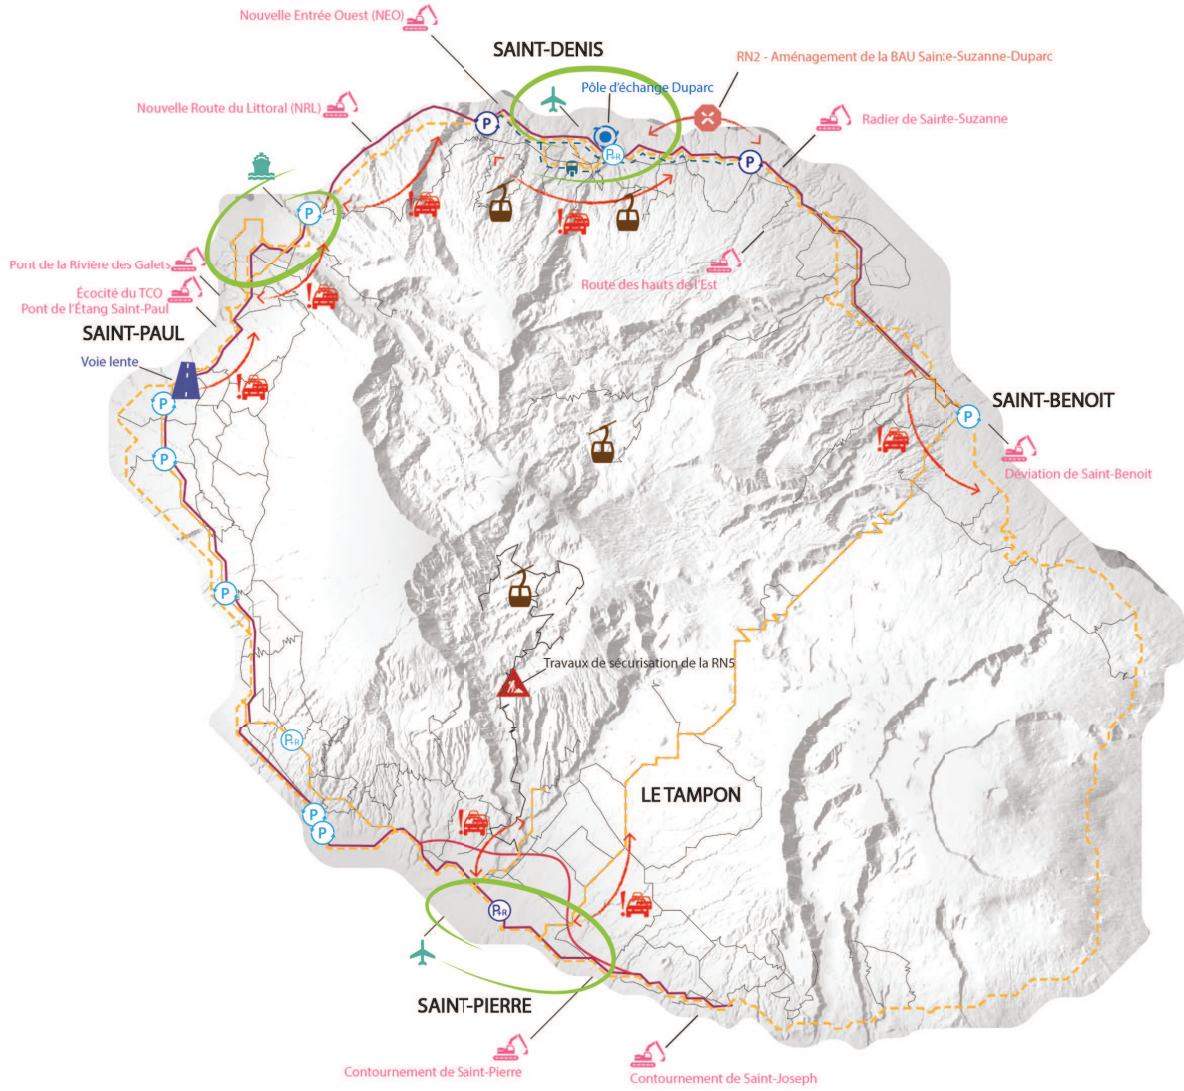 Nouvelle Entrée Ouest (NEO)
SAINT-DENIS
RN2 - Aménagement de la BAU Sainte-Suzanne-Duparc
Pôle d'échange Duparc
Nouvelle Route du Littoral (NRL)
Radier de Sainte-Suzanne
P
P+R
P
P
Pont de la Rivière des Galets
Route des hauts de l'Est
Écocité du TCO
Pont de l'Étang Saint-Paul
SAINT-PAUL
Voie lente
SAINT-BENOIT
P
P
P
Déviation de Saint-Benoit
P
Travaux de sécurisation de la RN5
P+R
LE TAMPON
P
P
P+R
SAINT-PIERRE
Contournement de Saint-Pierre
Contournement de Saint-Joseph